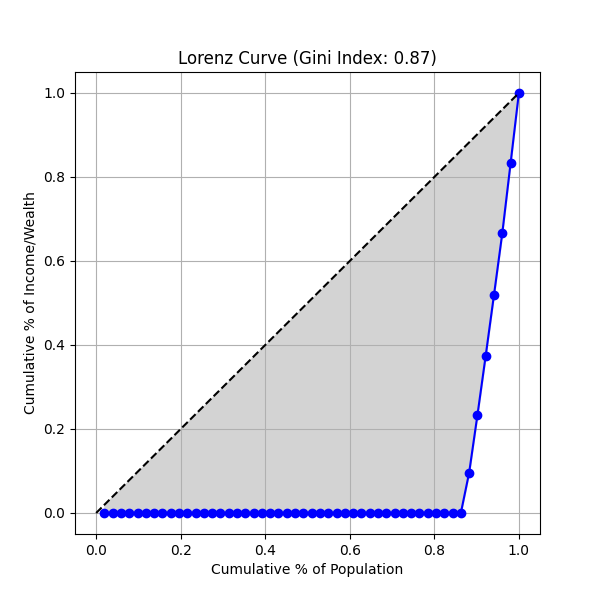 Lorenz Curve (Gini Index: 0.87)
Cumulative % of Income/Wealth
1.0
0.8
0.6
0.4
0.2
0.0
0.0 0.2 0.4 0.6 0.8 1.0
Cumulative % of Population